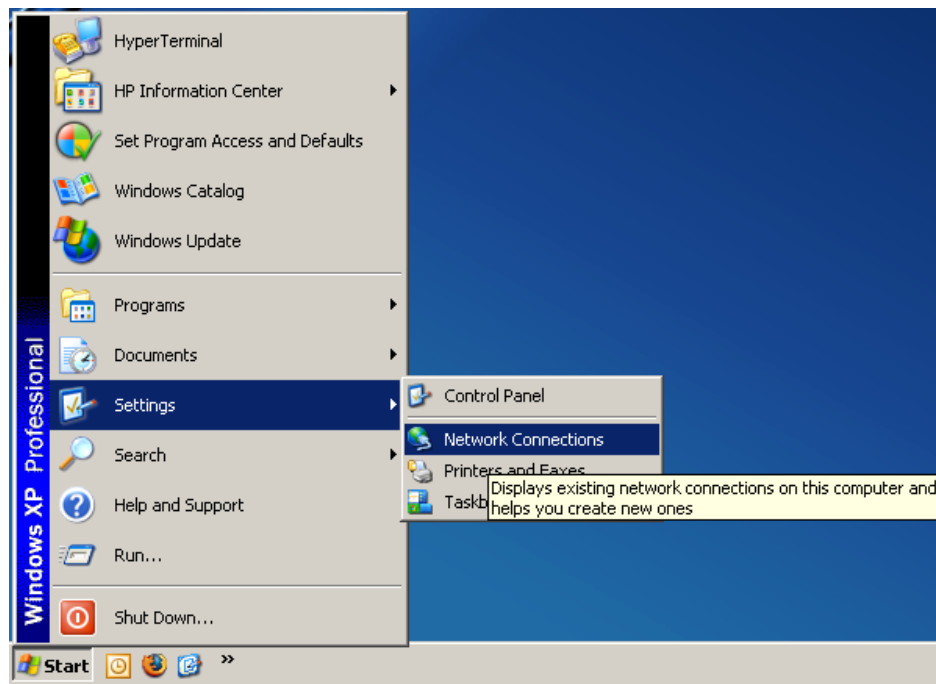 HyperTerminal
HP Information Center
Set Program Access and Defaults
Windows Catalog
Windows Update
Programs
Documents
Settings
Search
Help and Support
Run...
Shut Down...
Windows XP Professional
Control Panel
Network Connections
Printers and Faxes
Taskb
Displays existing network connections on this computer and
helps you create new ones
Start
»